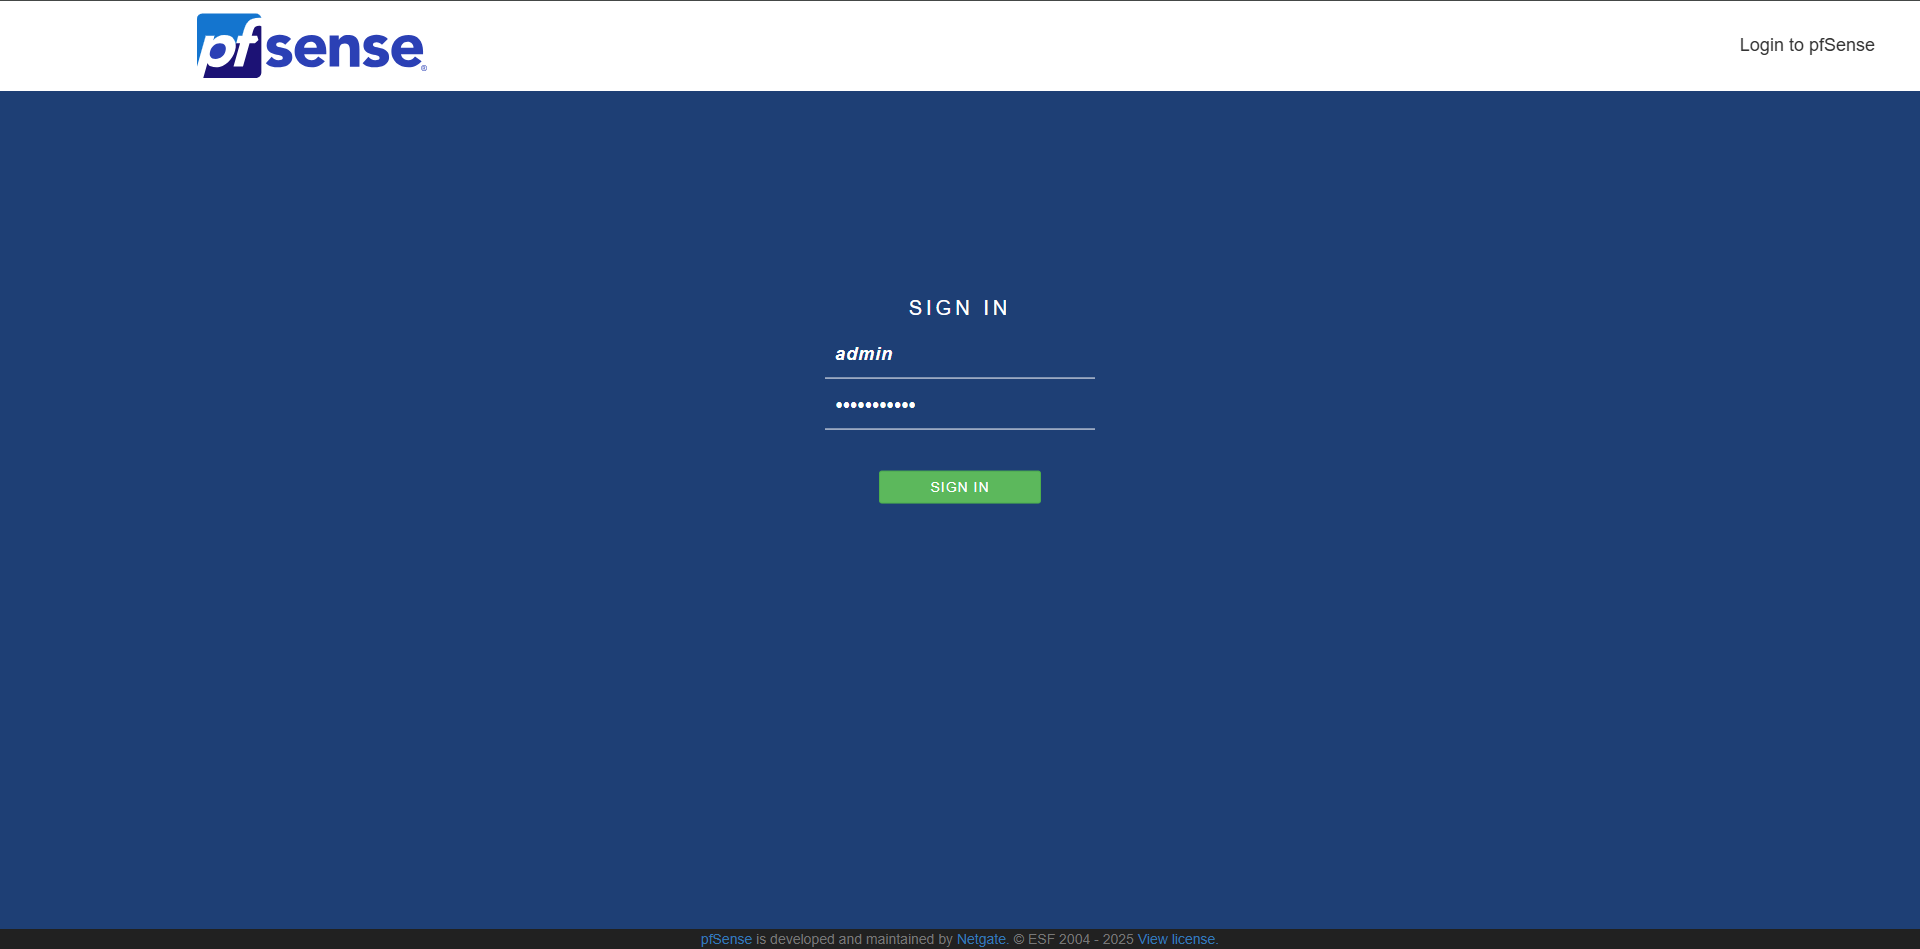 pfsense®
Login to pfSense
SIGN IN
admin
•••••••••••
SIGN IN
pfSense is developed and maintained by Netgate. © ESF 2004 - 2025 View license.